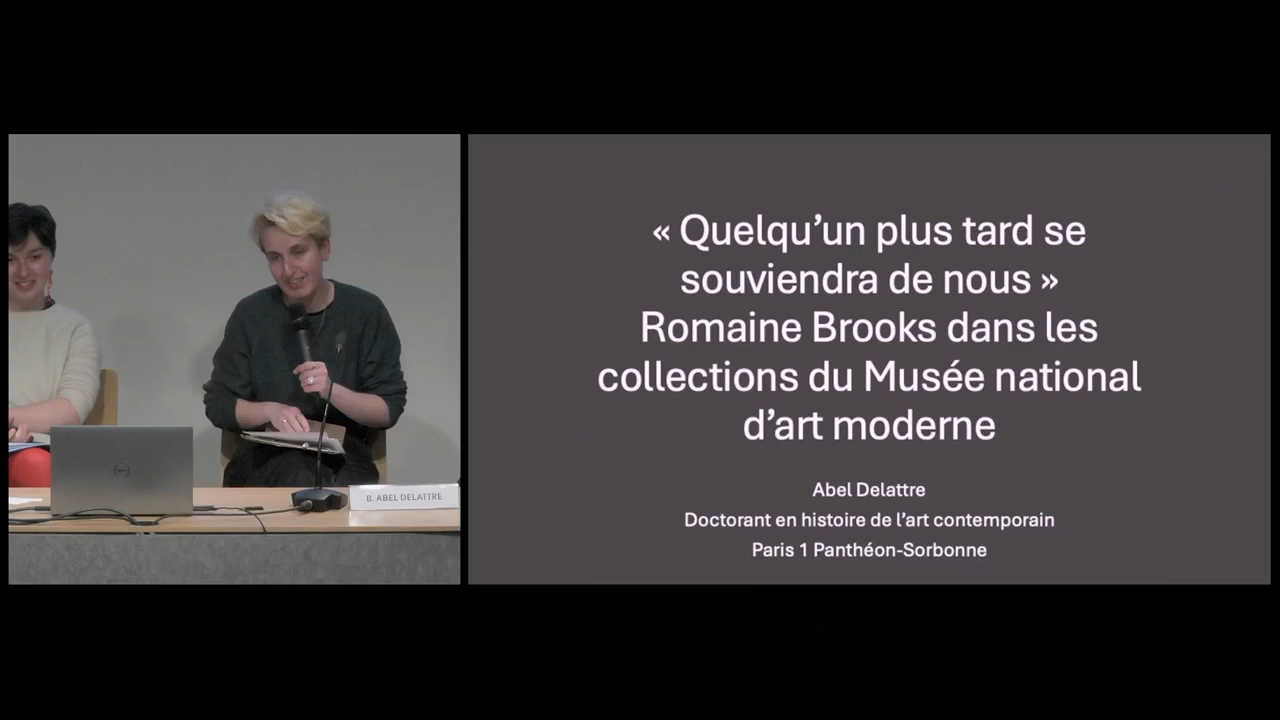 « Quelqu’un plus tard se
souviendra de nous »
Romaine Brooks dans les
collections du Musée national
d’art moderne
Abel Delattre
Doctorant en histoire de l’art contemporain
Paris 1 Panthéon-Sorbonne
B. ABEL DELATTRE
DELL